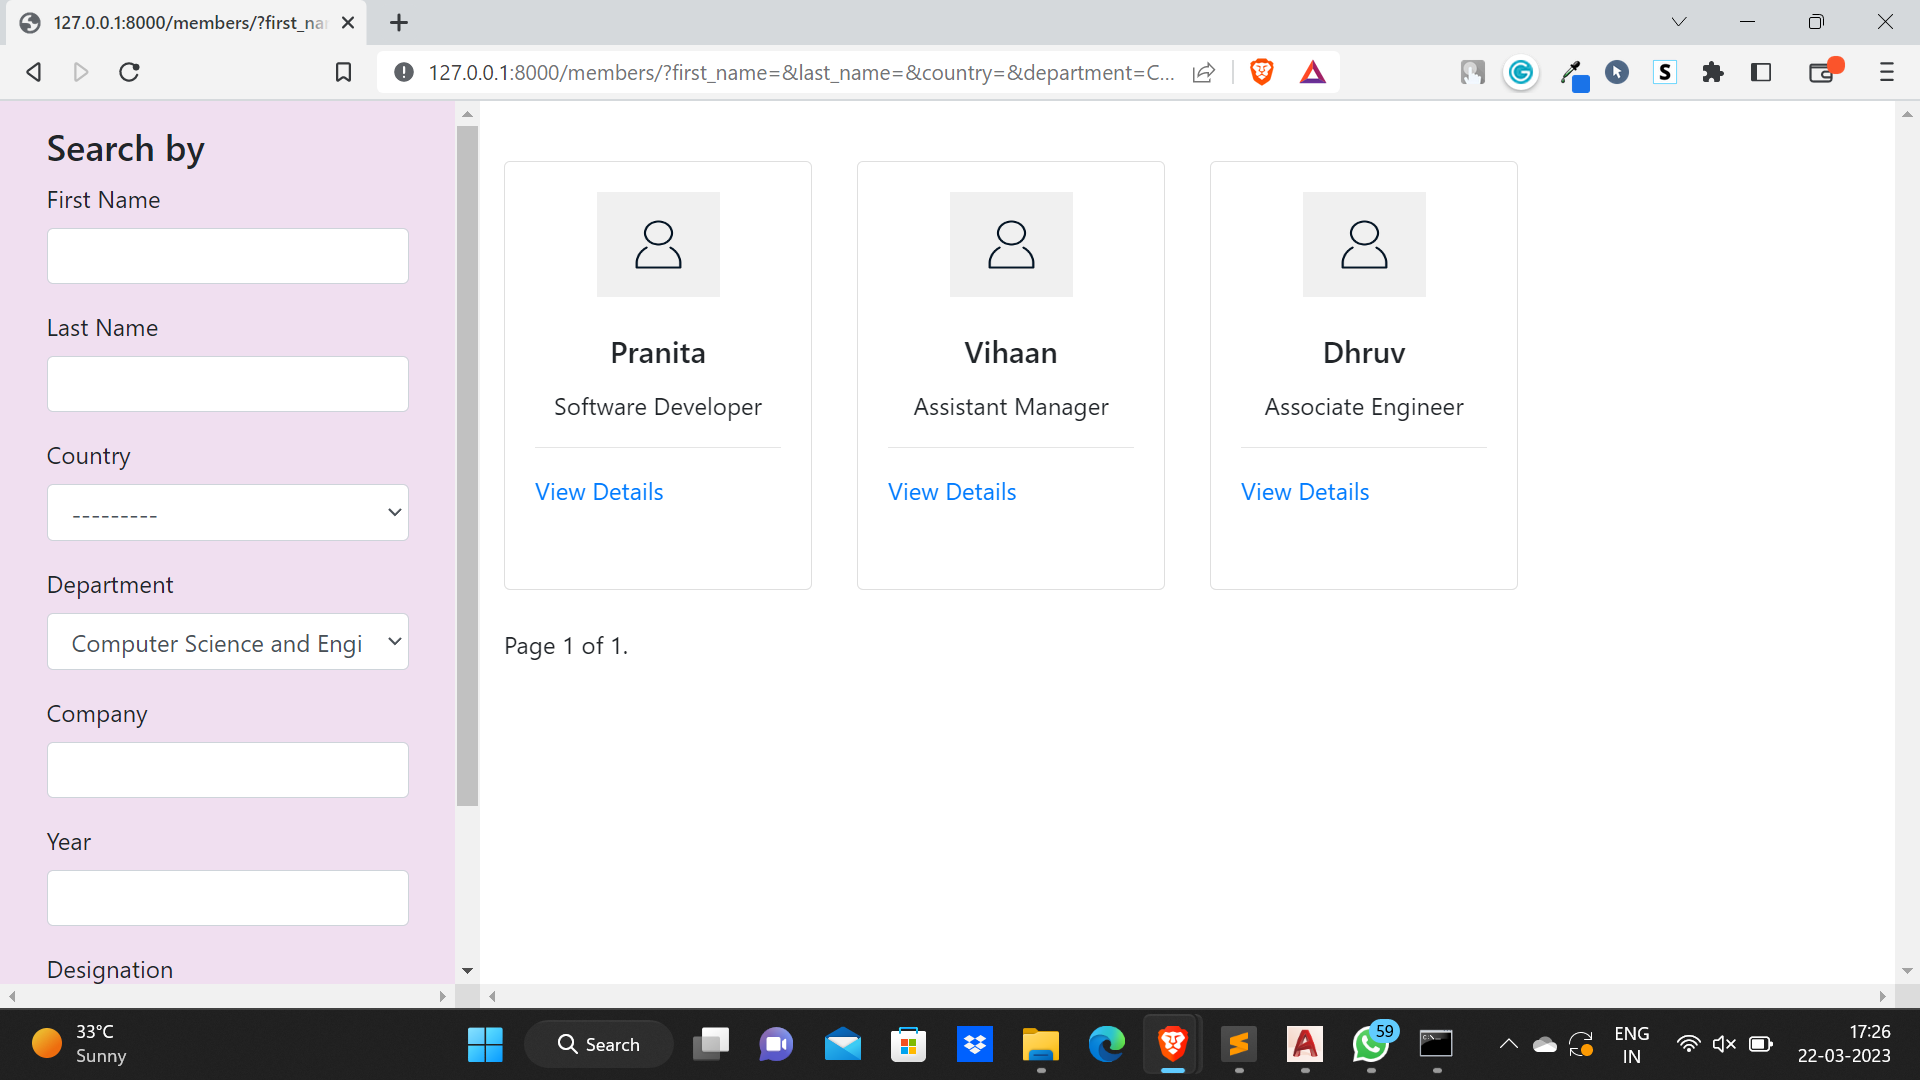 127.0.0.1:8000/members/?first_na
127.0.0.1:8000/members/?first_name=&last_name=&country=&department=C...
Search by
First Name
Last Name
Country
---------
Department
Computer Science and Engi
Company
Year
Designation
Pranita
Software Developer
View Details
Vihaan
Assistant Manager
View Details
Dhruv
Associate Engineer
View Details
Page 1 of 1.
33°C
Sunny
Search
59
ENG
IN
17:26
22-03-2023